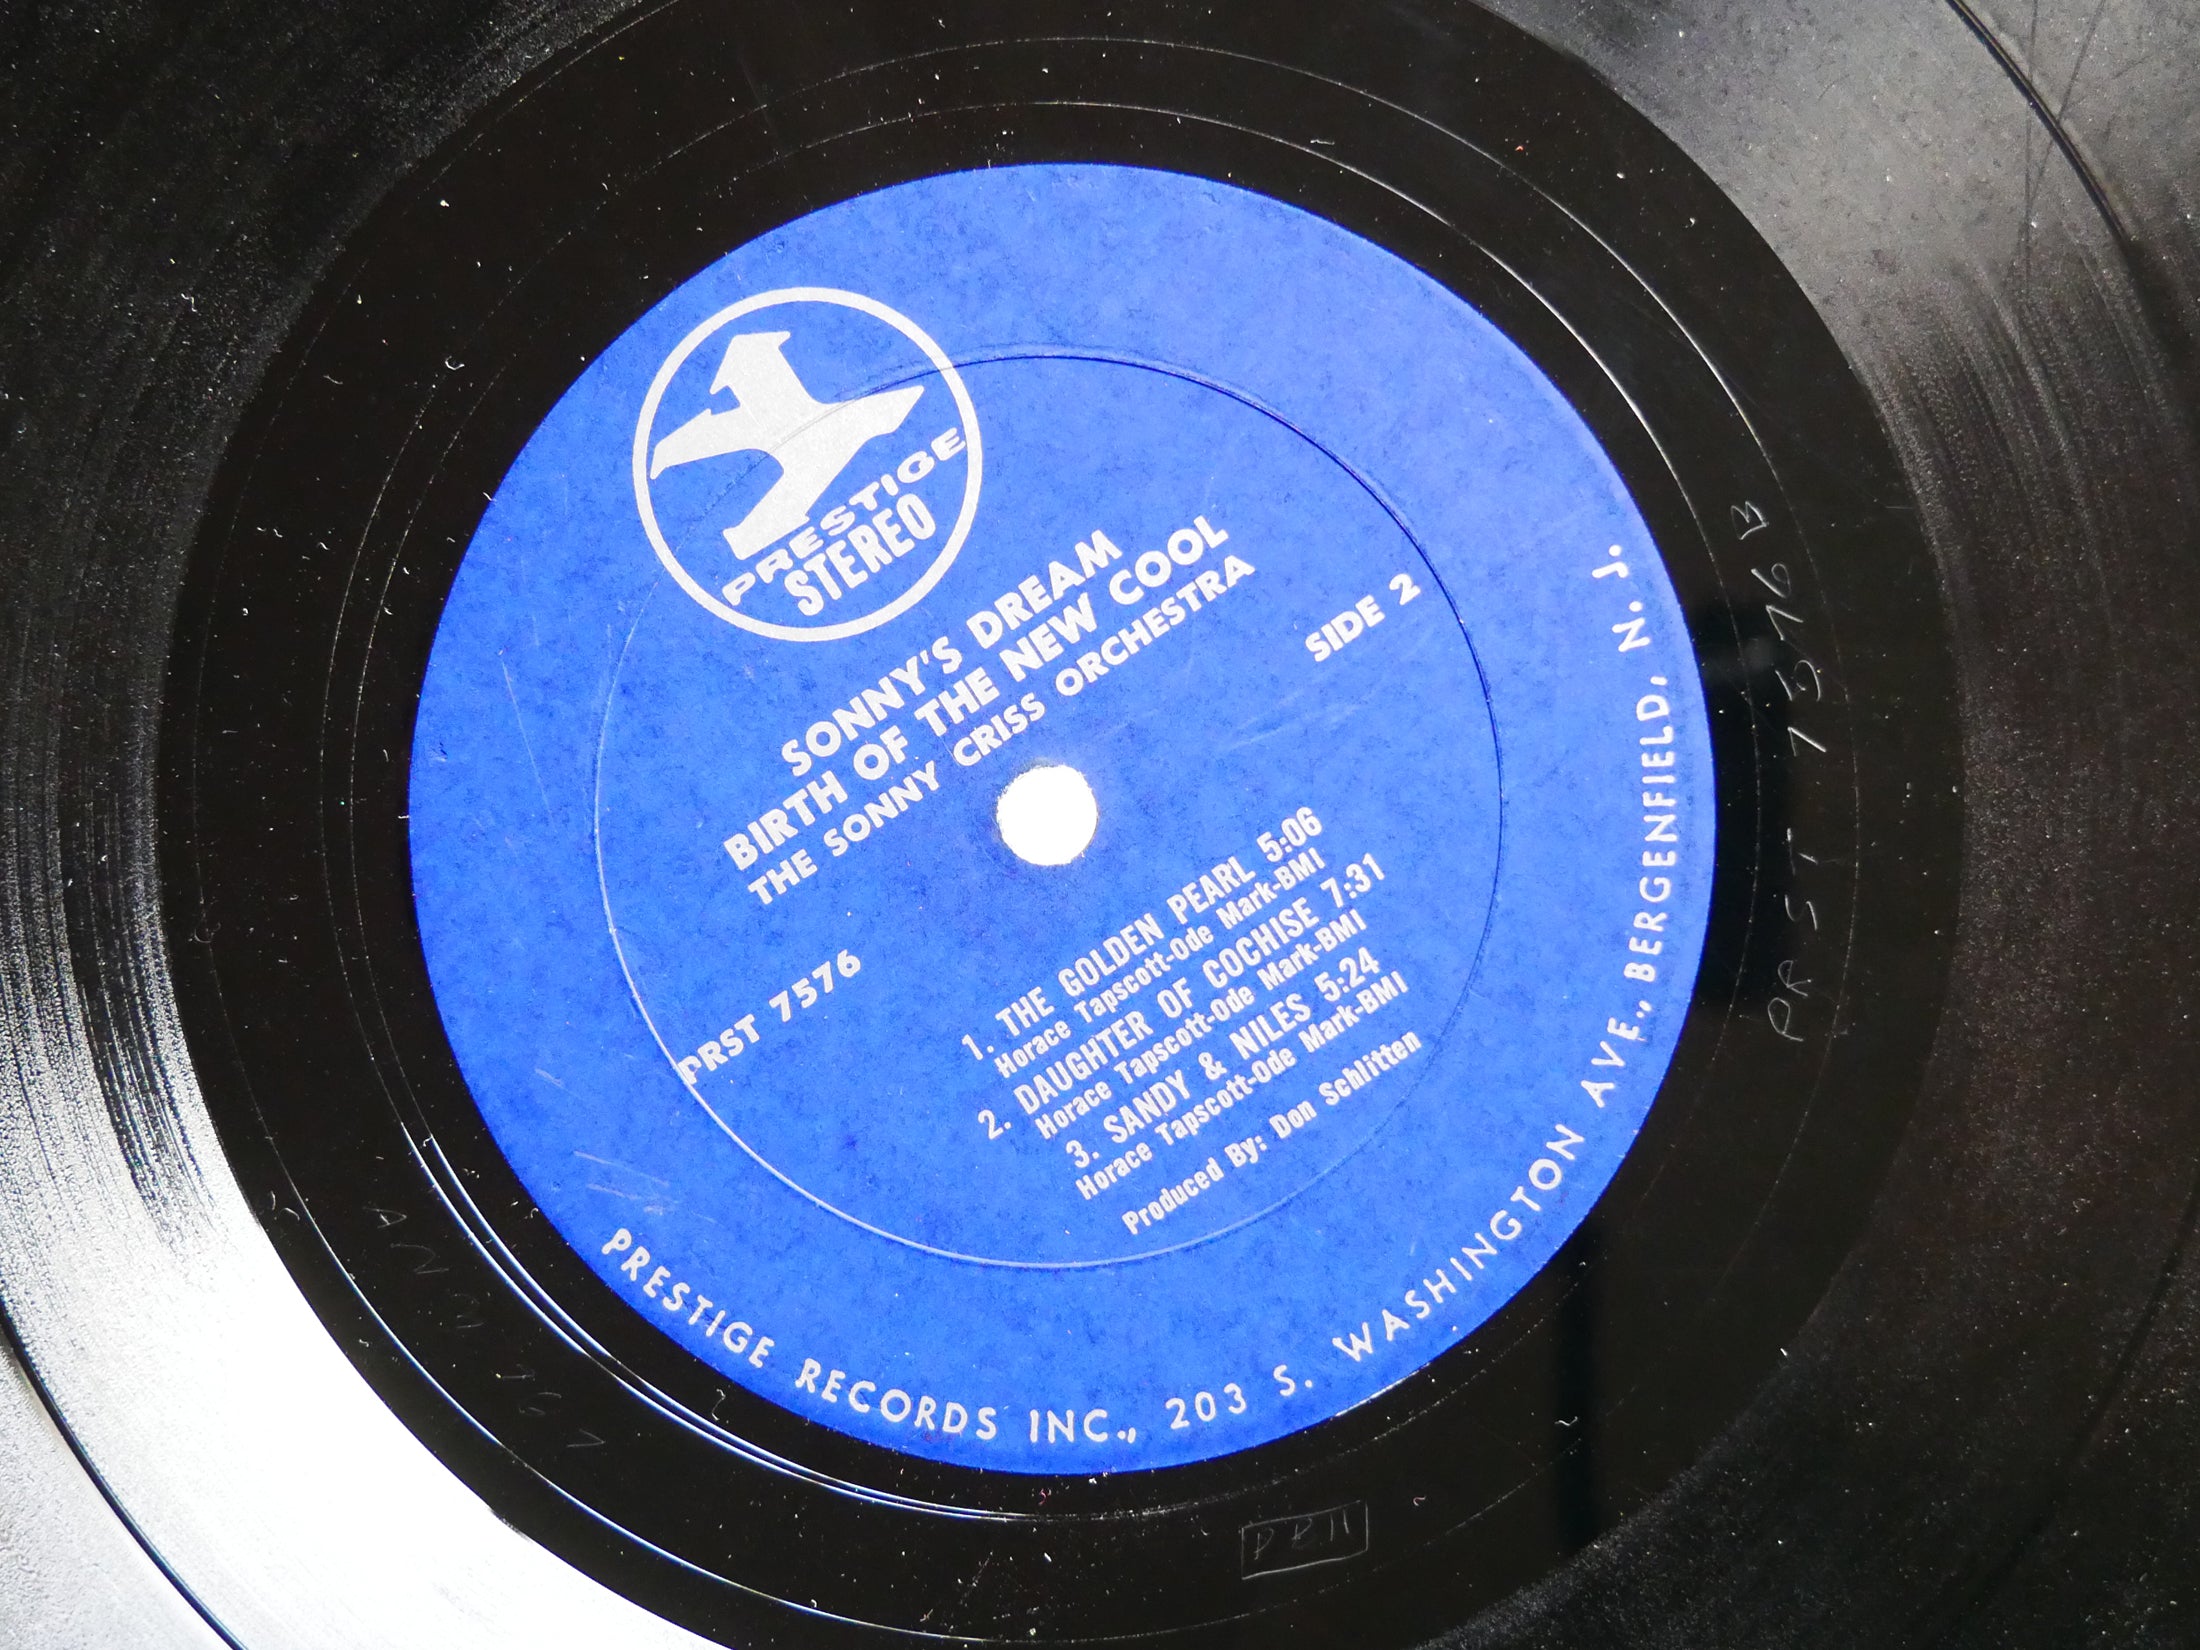 PRESTIGE
STEREO
SONNY'S DREAM
BIRTH OF THE NEW COOL
THE SONNY CRISS ORCHESTRA
SIDE 2
PRST 7576
1. THE GOLDEN PEARL 5:06
Horace Tapscott-Ode Mark-BMI
2. DAUGHTER OF COCHISE 7:31
Horace Tapscott-Ode Mark-BMI
3. SANDY & NILES 5:24
Horace Tapscott-Ode Mark-BMI
Produced By: Don Schlitten
PRESTIGE RECORDS INC., 203 S. WASHINGTON AVE., BERGENFIELD, N. J.
PRST 7576 B